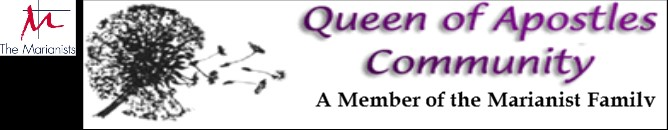 The Marianists
Queen of Apostles
Community
A Member of the Marianist Family